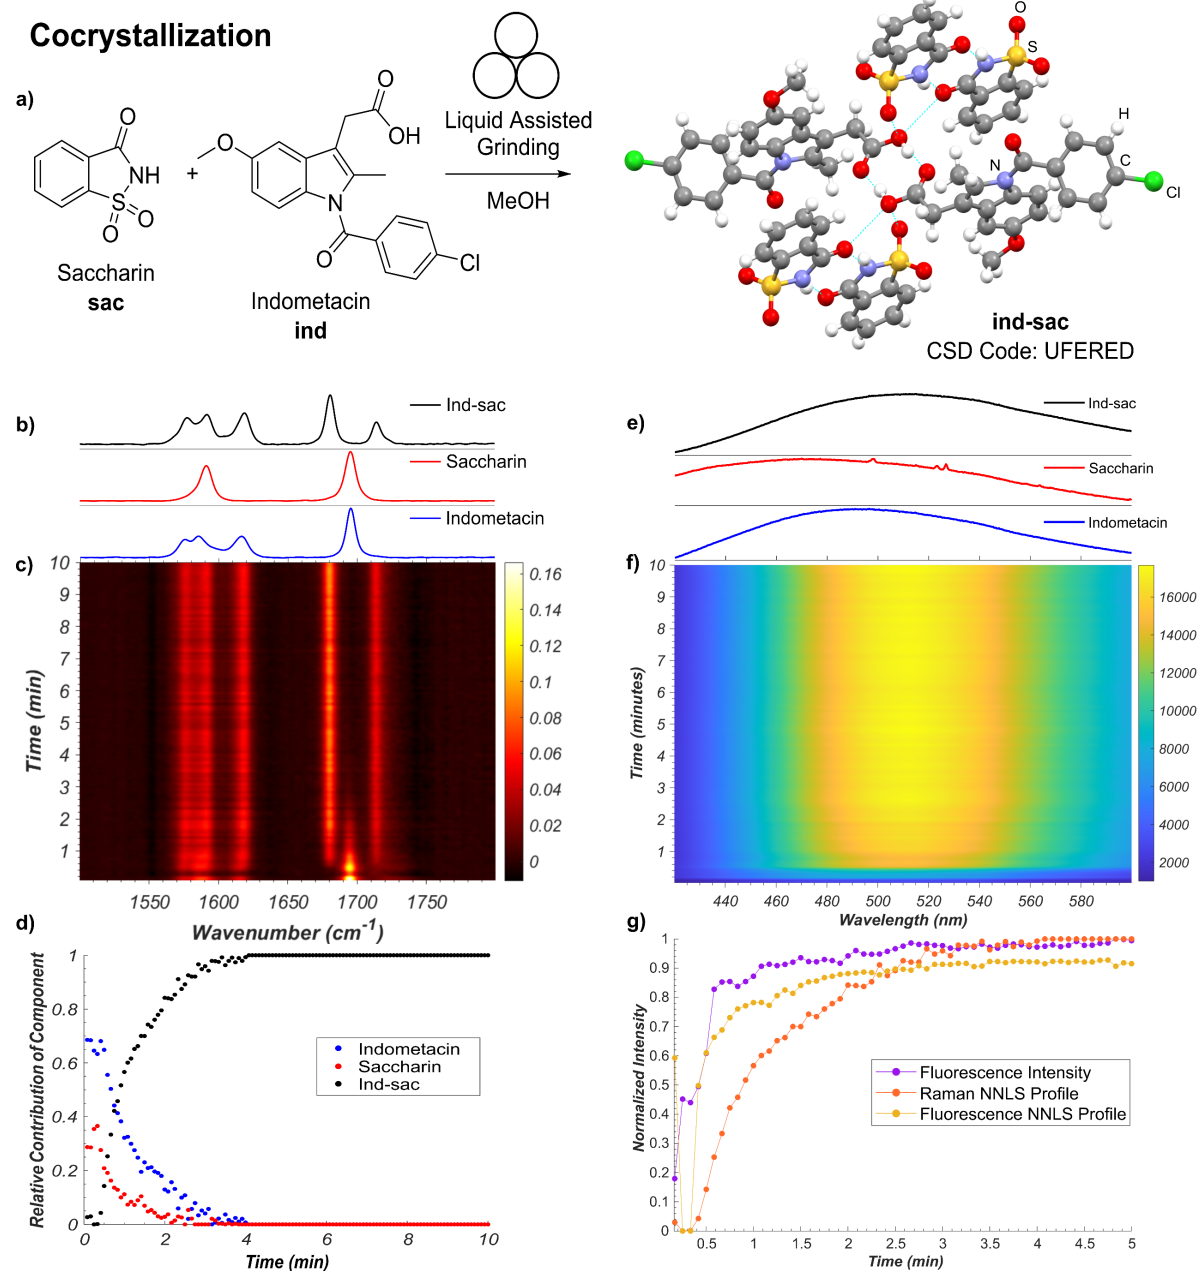 Cocrystallization
a)
O
NH
S
O
O
Saccharin
sac
+
O
O
OH
N
O
Cl
Indometacin
ind
Liquid Assisted
Grinding
MeOH
O
S
H
N
C
Cl
ind-sac
CSD Code: UFERED
b)
Ind-sac
Saccharin
Indometacin
c)
10
9
8
7
6
5
4
3
2
1
Time (min)
1550 1600 1650 1700 1750
Wavenumber (cm-1)
0.16
0.14
0.12
0.1
0.08
0.06
0.04
0.02
0
d)
1
0.8
0.6
0.4
0.2
0
Relative Contribution of Component
Indometacin
Saccharin
Ind-sac
0 2 4 6 8 10
Time (min)
e)
Ind-sac
Saccharin
Indometacin
f)
10
9
8
7
6
5
4
3
2
1
Time (minutes)
440 460 480 500 520 540 560 580
Wavelength (nm)
16000
14000
12000
10000
8000
6000
4000
2000
g)
1
0.9
0.8
0.7
0.6
0.5
0.4
0.3
0.2
0.1
0
Normalized Intensity
Fluorescence Intensity
Raman NNLS Profile
Fluorescence NNLS Profile
0.5 1 1.5 2 2.5 3 3.5 4 4.5 5
Time (min)